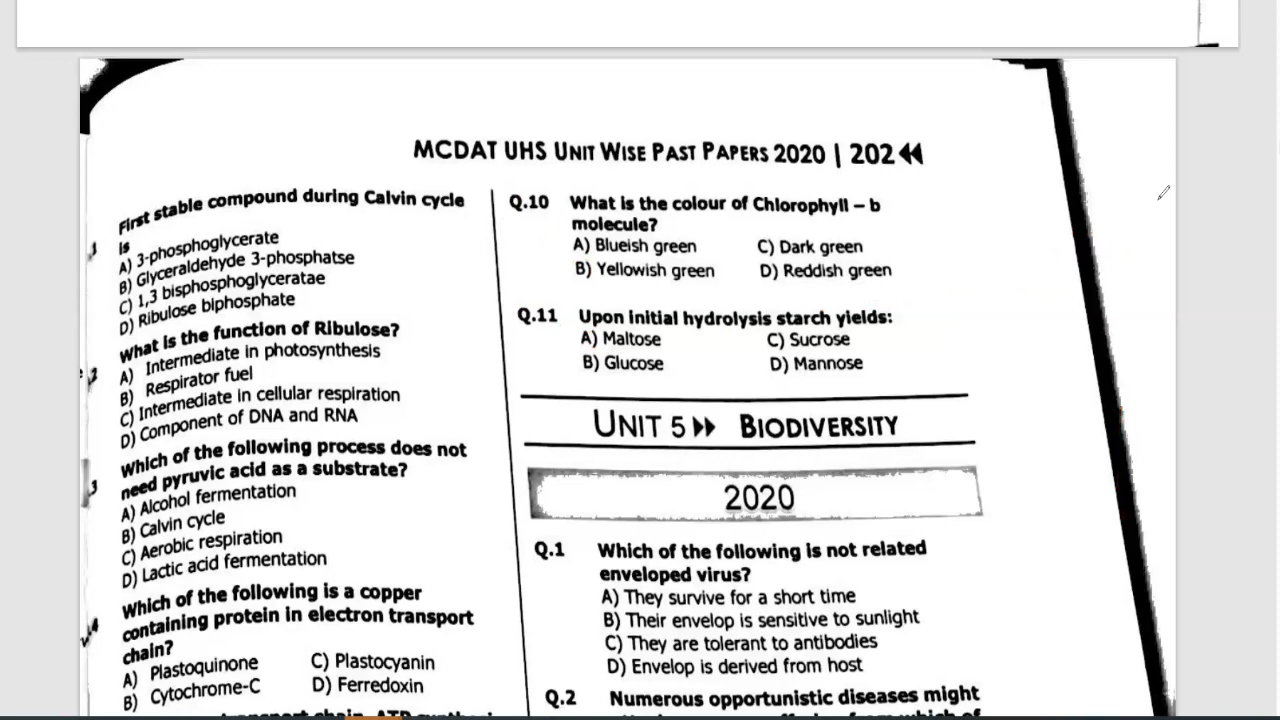 MCDAT UHS UNIT WISE PAST PAPERS 2020 | 202
First stable compound during Calvin cycle
is
A) 3-phosphoglycerate
B) Glyceraldehyde 3-phosphatse
C) 1,3 bisphosphoglyceratae
D) Ribulose biphosphate
What is the function of Ribulose?
A) Intermediate in photosynthesis
B) Respirator fuel
C) Intermediate in cellular respiration
D) Component of DNA and RNA
3 Which of the following process does not
need pyruvic acid as a substrate?
A) Alcohol fermentation
B) Calvin cycle
C) Aerobic respiration
D) Lactic acid fermentation
4 Which of the following is a copper
containing protein in electron transport
chain?
A) Plastoquinone C) Plastocyanin
B) Cytochrome-C D) Ferredoxin
Q.10 What is the colour of Chlorophyll – b
molecule?
A) Blueish green C) Dark green
B) Yellowish green D) Reddish green
Q.11 Upon initial hydrolysis starch yields:
A) Maltose C) Sucrose
B) Glucose D) Mannose
UNIT 5 BIODIVERSITY
2020
Q.1 Which of the following is not related
enveloped virus?
A) They survive for a short time
B) Their envelop is sensitive to sunlight
C) They are tolerant to antibodies
D) Envelop is derived from host
Q.2 Numerous opportunistic diseases might